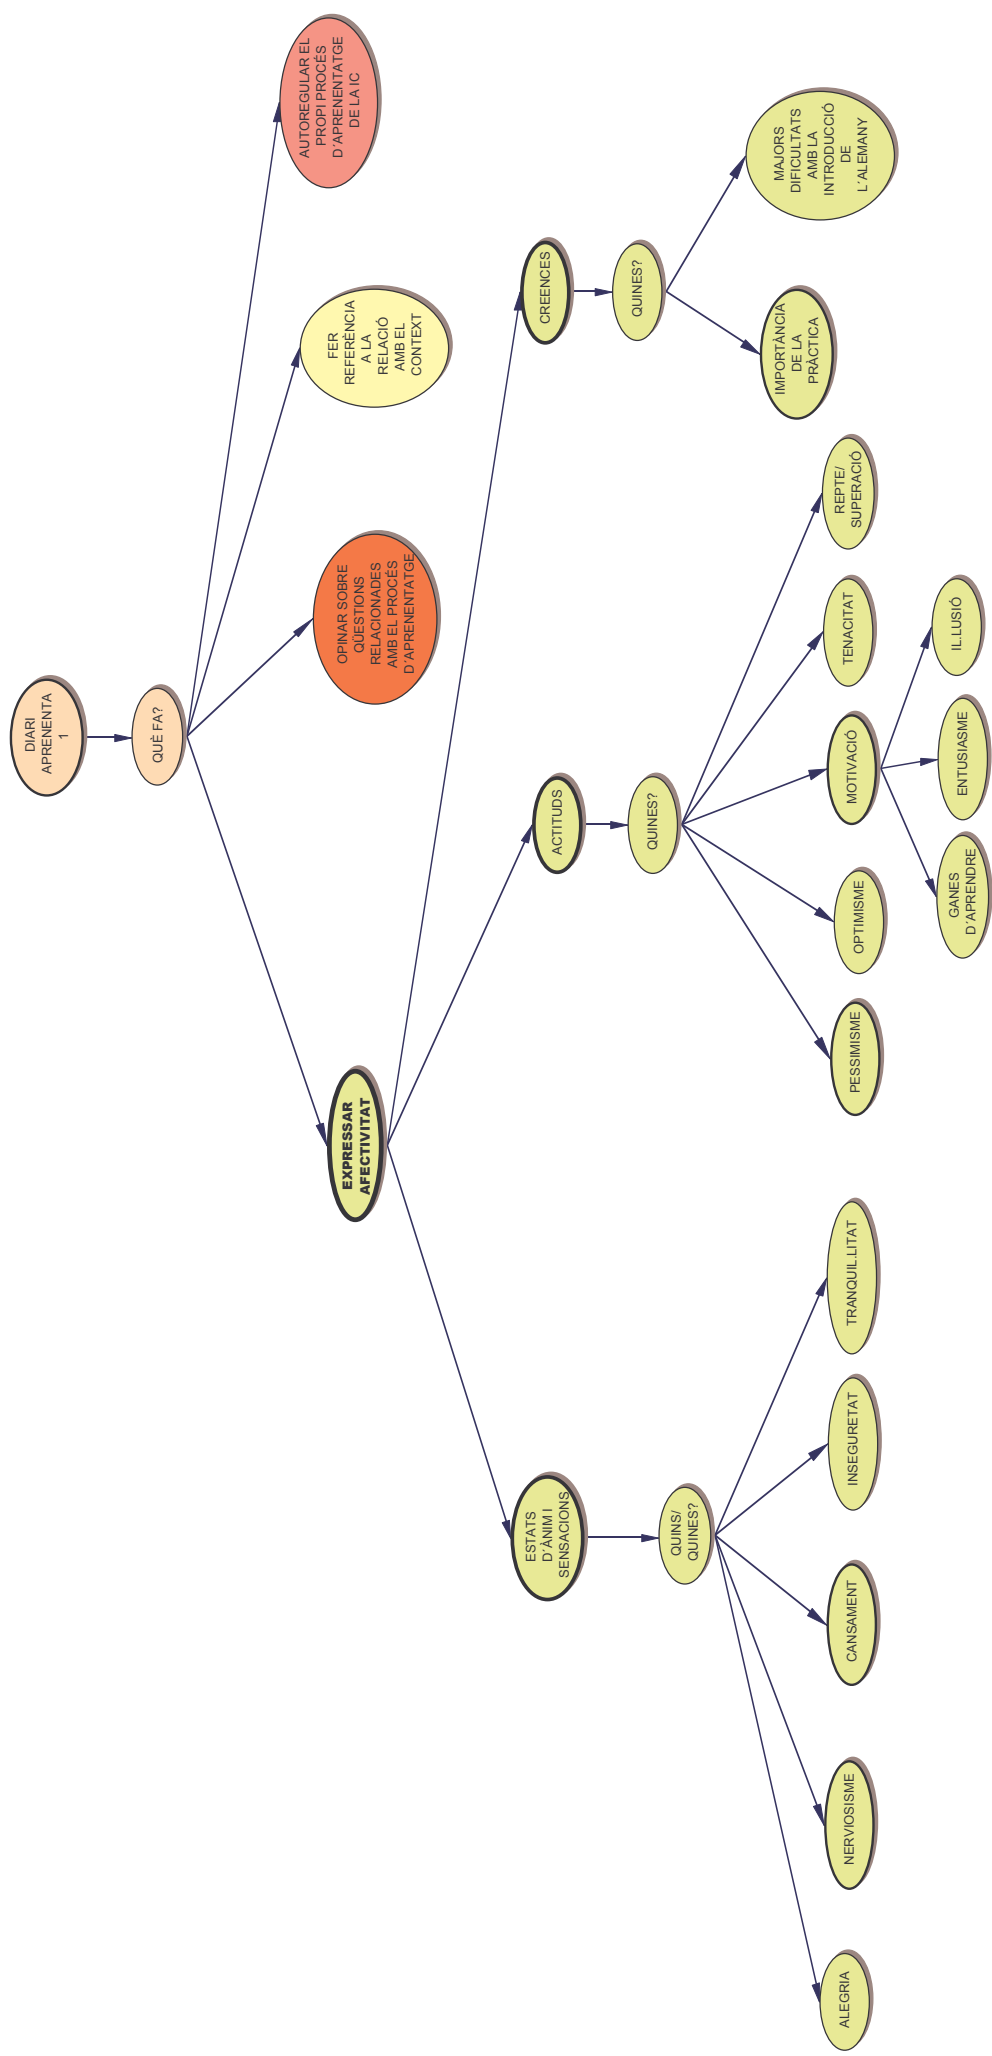 DIARI
APRENENTA
1
QUÈ FA?
EXPRESSAR
AFECTIVITAT
OPINAR SOBRE
QÜESTIONS
RELACIONADES
AMB EL PROCÉS
D´APRENENTATGE
FER
REFERÈNCIA
A LA
RELACIÓ
AMB EL
CONTEXT
AUTOREGULAR EL
PROPI PROCÉS
D´APRENENTATGE
DE LA IC
ESTATS
D´ÀNIM I
SENSACIONS
ACTITUDS
CREENCES
QUINS/
QUINES?
QUINES?
QUINES?
ALEGRIA
NERVIOSISME
CANSAMENT
INSEGURETAT
TRANQUIL.LITAT
PESSIMISME
OPTIMISME
MOTIVACIÓ
TENACITAT
REPTE/
SUPERACIÓ
IMPORTÀNCIA
DE LA
PRÀCTICA
MAJORS
DIFICULTATS
AMB LA
INTRODUCCIÓ
DE
L´ALEMANY
GANES
D´APRENDRE
ENTUSIASME
IL.LUSIÓ